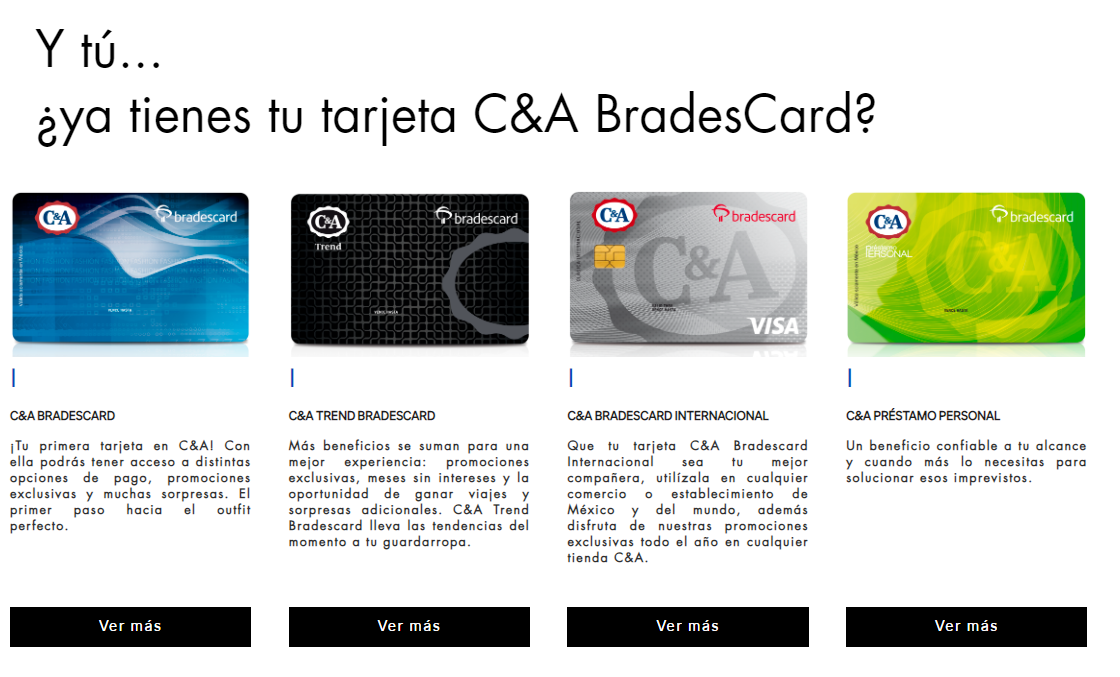 Y tú...
¿ya tienes tu tarjeta C&A BradesCard?
C&A
bradescard
C&A
Trend
bradescard
C&A
bradescard
C&A
VISA
C&A
bradescard
PERSONAL
C&A
C&A BRADESCARD
¡Tu primera tarjeta en C&A! Con
ella podrás tener acceso a distintas
opciones de pago, promociones
exclusivas y muchas sorpresas. El
primer paso hacia el outfit
perfecto.
Ver más
C&A TREND BRADESCARD
Más beneficios se suman para una
mejor experiencia: promociones
exclusivas, meses sin intereses y la
oportunidad de ganar viajes y
sorpresas adicionales. C&A Trend
Bradescard lleva las tendencias del
momento a tu guardarropa.
Ver más
C&A BRADESCARD INTERNACIONAL
Que tu tarjeta C&A Bradescard
Internacional sea tu mejor
compañera, utilízala en cualquier
comercio o establecimiento de
México y del mundo, además
disfruta de nuestras promociones
exclusivas todo el año en cualquier
tienda C&A.
Ver más
C&A PRÉSTAMO PERSONAL
Un beneficio confiable a tu alcance
y cuando más lo necesitas para
solucionar esos imprevistos.
Ver más